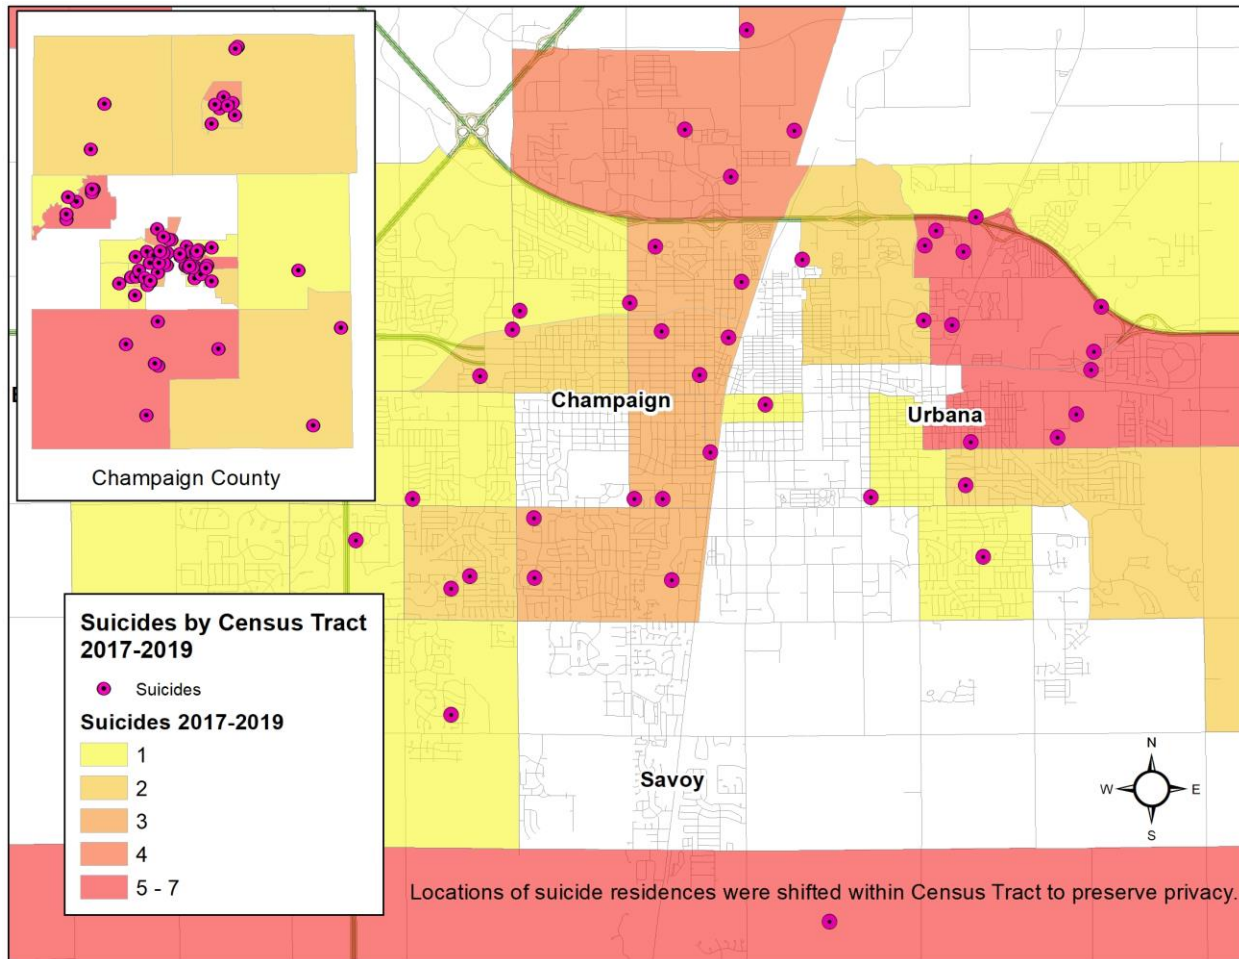 Champaign County
Champaign
Urbana
Savoy
Suicides by Census Tract
2017-2019
Suicides
Suicides 2017-2019
1
2
3
4
5 - 7
N
W E
S
Locations of suicide residences were shifted within Census Tract to preserve privacy.